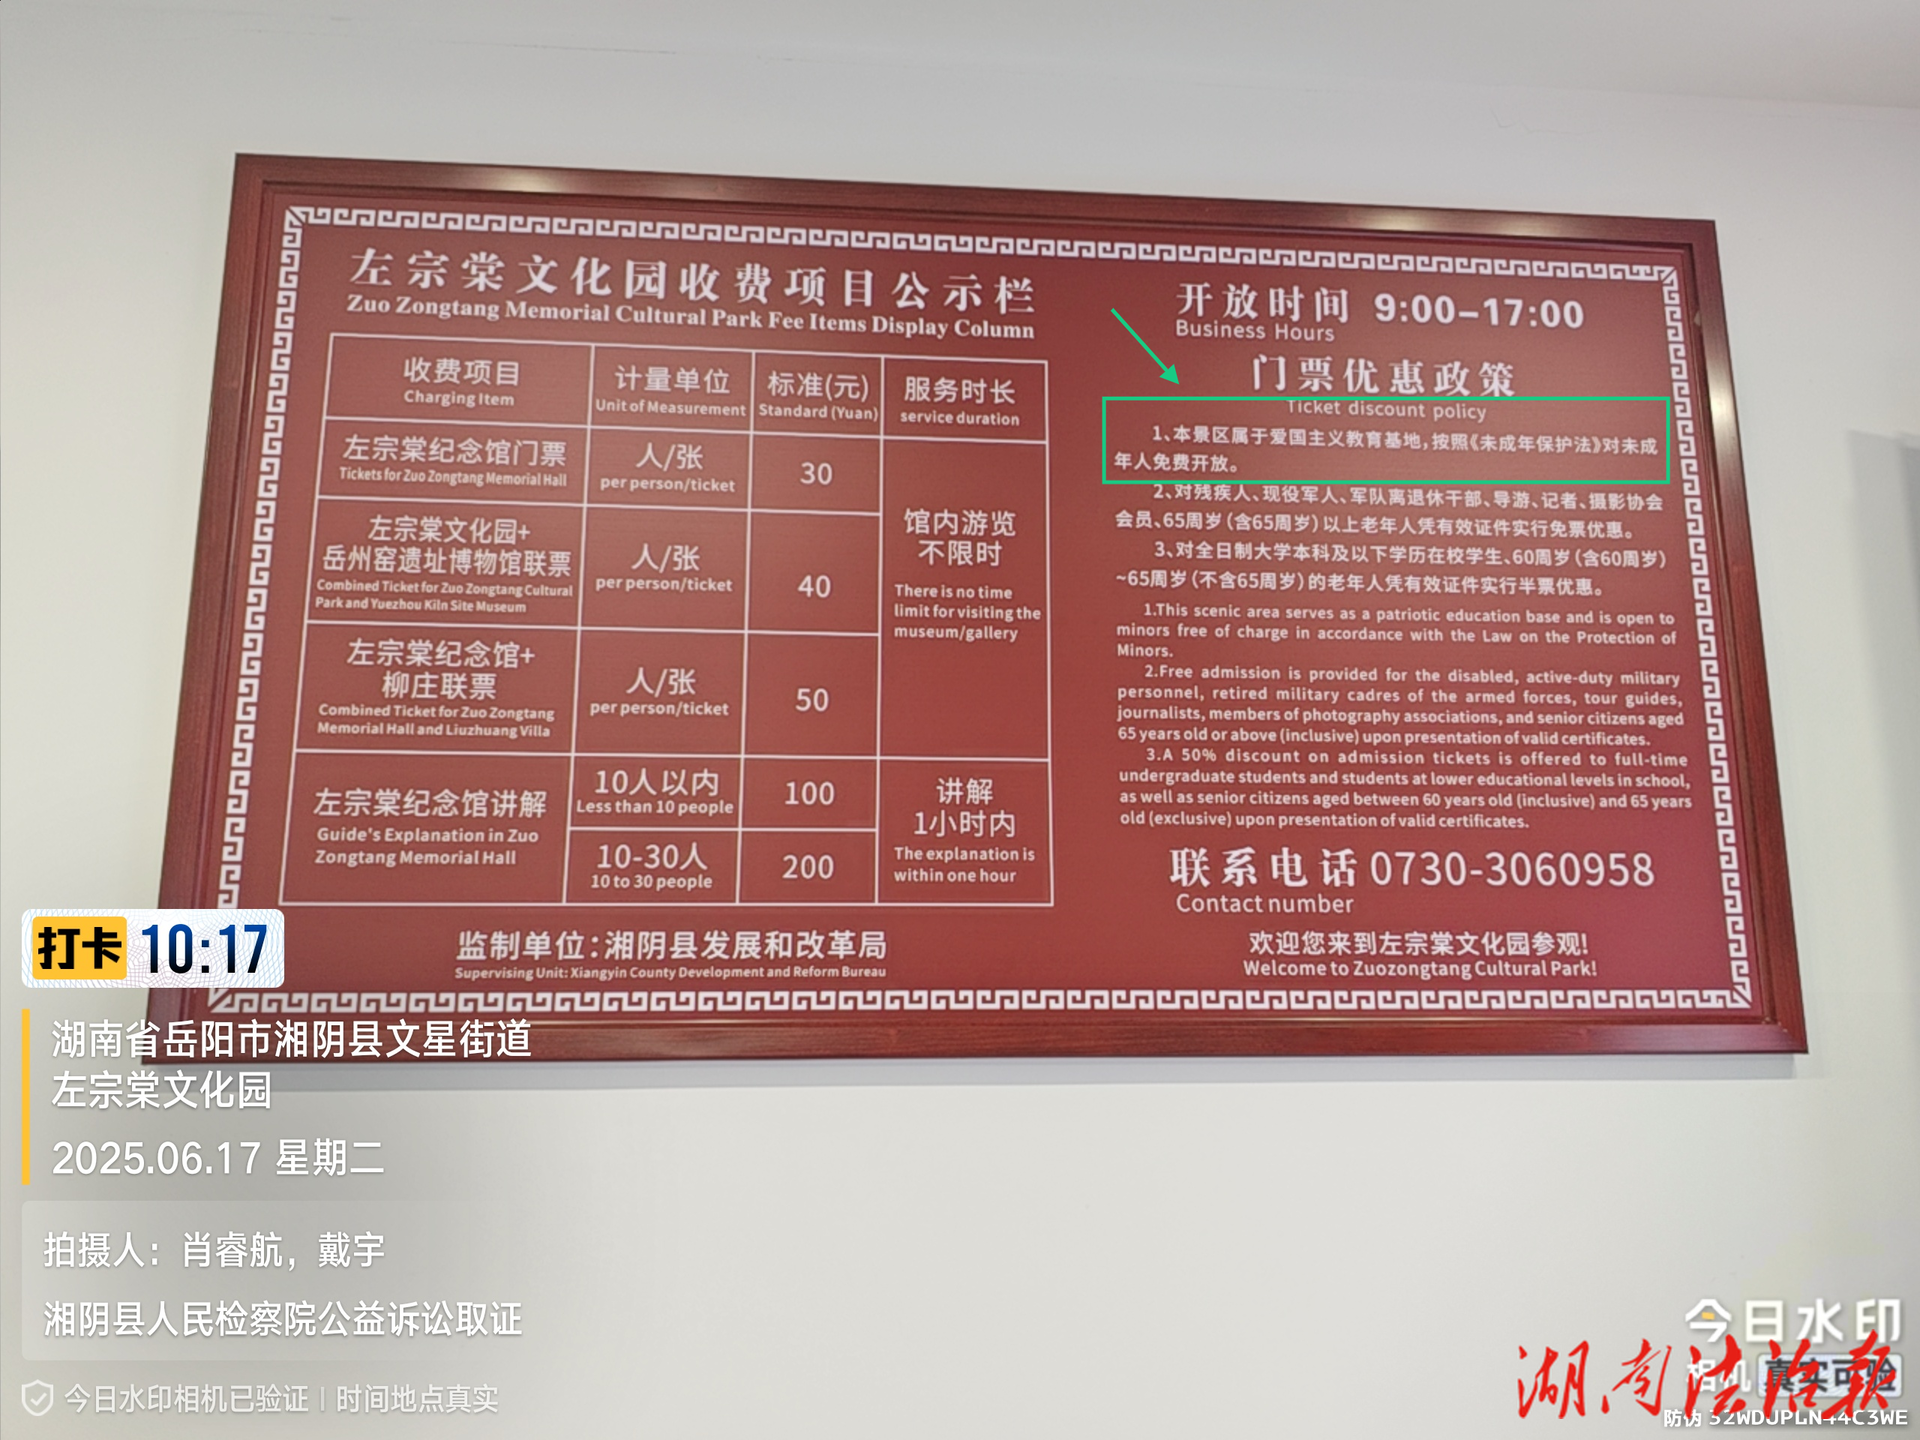 左宗棠文化园收费项目公示栏
Zuo Zongtang Memorial Cultural Park Fee Items Display Column
收费项目
Charging Item
计量单位
Unit of Measurement
标准(元)
Standard (Yuan)
服务时长
service duration
左宗棠纪念馆门票
Tickets for Zuo Zongtang Memorial Hall
人/张
per person/ticket
30
左宗棠文化园+
岳州窑遗址博物馆联票
Combined Ticket for Zuo Zongtang Cultural
Park and Yuezhou Kiln Site Museum
人/张
per person/ticket
40
左宗棠纪念馆+
柳庄联票
Combined Ticket for Zuo Zongtang
Memorial Hall and Liuzhuang Villa
人/张
per person/ticket
50
馆内游览
不限时
There is no time
limit for visiting the
museum/gallery
左宗棠纪念馆讲解
Guide's Explanation in Zuo
Zongtang Memorial Hall
10人以内
Less than 10 people
100
10-30人
10 to 30 people
200
讲解
1小时内
The explanation is
within one hour
监制单位:湘阴县发展和改革局
Supervising Unit: Xiangyin County Development and Reform Bureau
开放时间 9:00-17:00
Business Hours
门票优惠政策
Ticket discount policy
1、本景区属于爱国主义教育基地,按照《未成年保护法》对未成
年人免费开放。
2、对残疾人、现役军人、军队离退休干部、导游、记者、摄影协会
会员、65周岁(含65周岁)以上老年人凭有效证件实行免票优惠。
3、对全日制大学本科及以下学历在校学生、60周岁(含60周岁)
~65周岁(不含65周岁)的老年人凭有效证件实行半票优惠。
1.This scenic area serves as a patriotic education base and is open to
minors free of charge in accordance with the Law on the Protection of
Minors.
2.Free admission is provided for the disabled, active-duty military
personnel, retired military cadres of the armed forces, tour guides,
journalists, members of photography associations, and senior citizens aged
65 years old or above (inclusive) upon presentation of valid certificates.
3.A 50% discount on admission tickets is offered to full-time
undergraduate students and students at lower educational levels in school,
as well as senior citizens aged between 60 years old (inclusive) and 65 years
old (exclusive) upon presentation of valid certificates.
联系电话 0730-3060958
Contact number
欢迎您来到左宗棠文化园参观!
Welcome to Zuozongtang Cultural Park!
打卡 10:17
湖南省岳阳市湘阴县文星街道
左宗棠文化园
2025.06.17 星期二
拍摄人：肖睿航，戴宇
湘阴县人民检察院公益诉讼取证
今日水印相机已验证 | 时间地点真实
今日水印
相机 真实可验
湖南法治报
防伪 32WDJPLN44C3WE